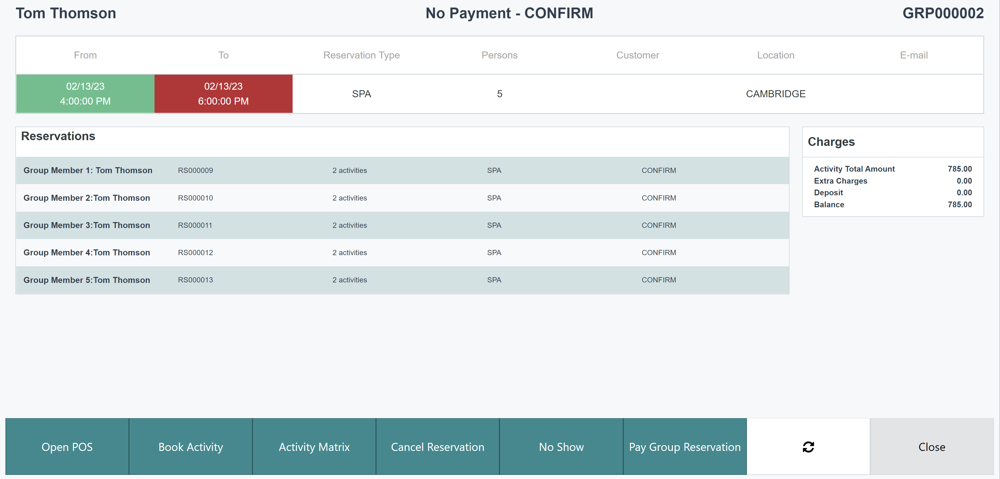 Tom Thomson No Payment - CONFIRM GRP000002
From To Reservation Type Persons Customer Location E-mail
02/13/23 02/13/23
4:00:00 PM 6:00:00 PM SPA 5 CAMBRIDGE
Reservations
Group Member 1: Tom Thomson RS000009 2 activities SPA CONFIRM
Group Member 2:Tom Thomson RS000010 2 activities SPA CONFIRM
Group Member 3:Tom Thomson RS000011 2 activities SPA CONFIRM
Group Member 4:Tom Thomson RS000012 2 activities SPA CONFIRM
Group Member 5:Tom Thomson RS000013 2 activities SPA CONFIRM
Charges
Activity Total Amount 785.00
Extra Charges 0.00
Deposit 0.00
Balance 785.00
Open POS Book Activity Activity Matrix Cancel Reservation No Show Pay Group Reservation Close